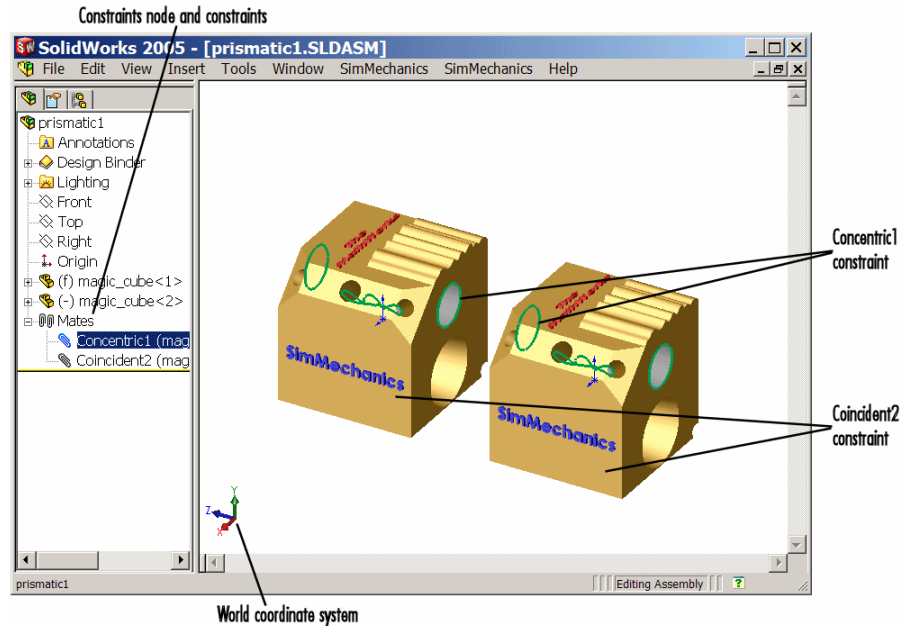 Constraints node and constraints
SolidWorks 2005 - [prismatic1.SLDASM]
File Edit View Insert Tools Window SimMechanics SimMechanics Help
prismatic1
A Annotations
Design Binder
Lighting
Front
Top
Right
Origin
(f) magic_cube<1>
(-) magic_cube<2>
Mates
Concentric1 (mag
Coincident2 (mag
SimMechanics
SimMechanics
Concentric1
constraint
Coincident2
constraint
Y
Z
X
prismatic1
Editing Assembly
?
World coordinate system